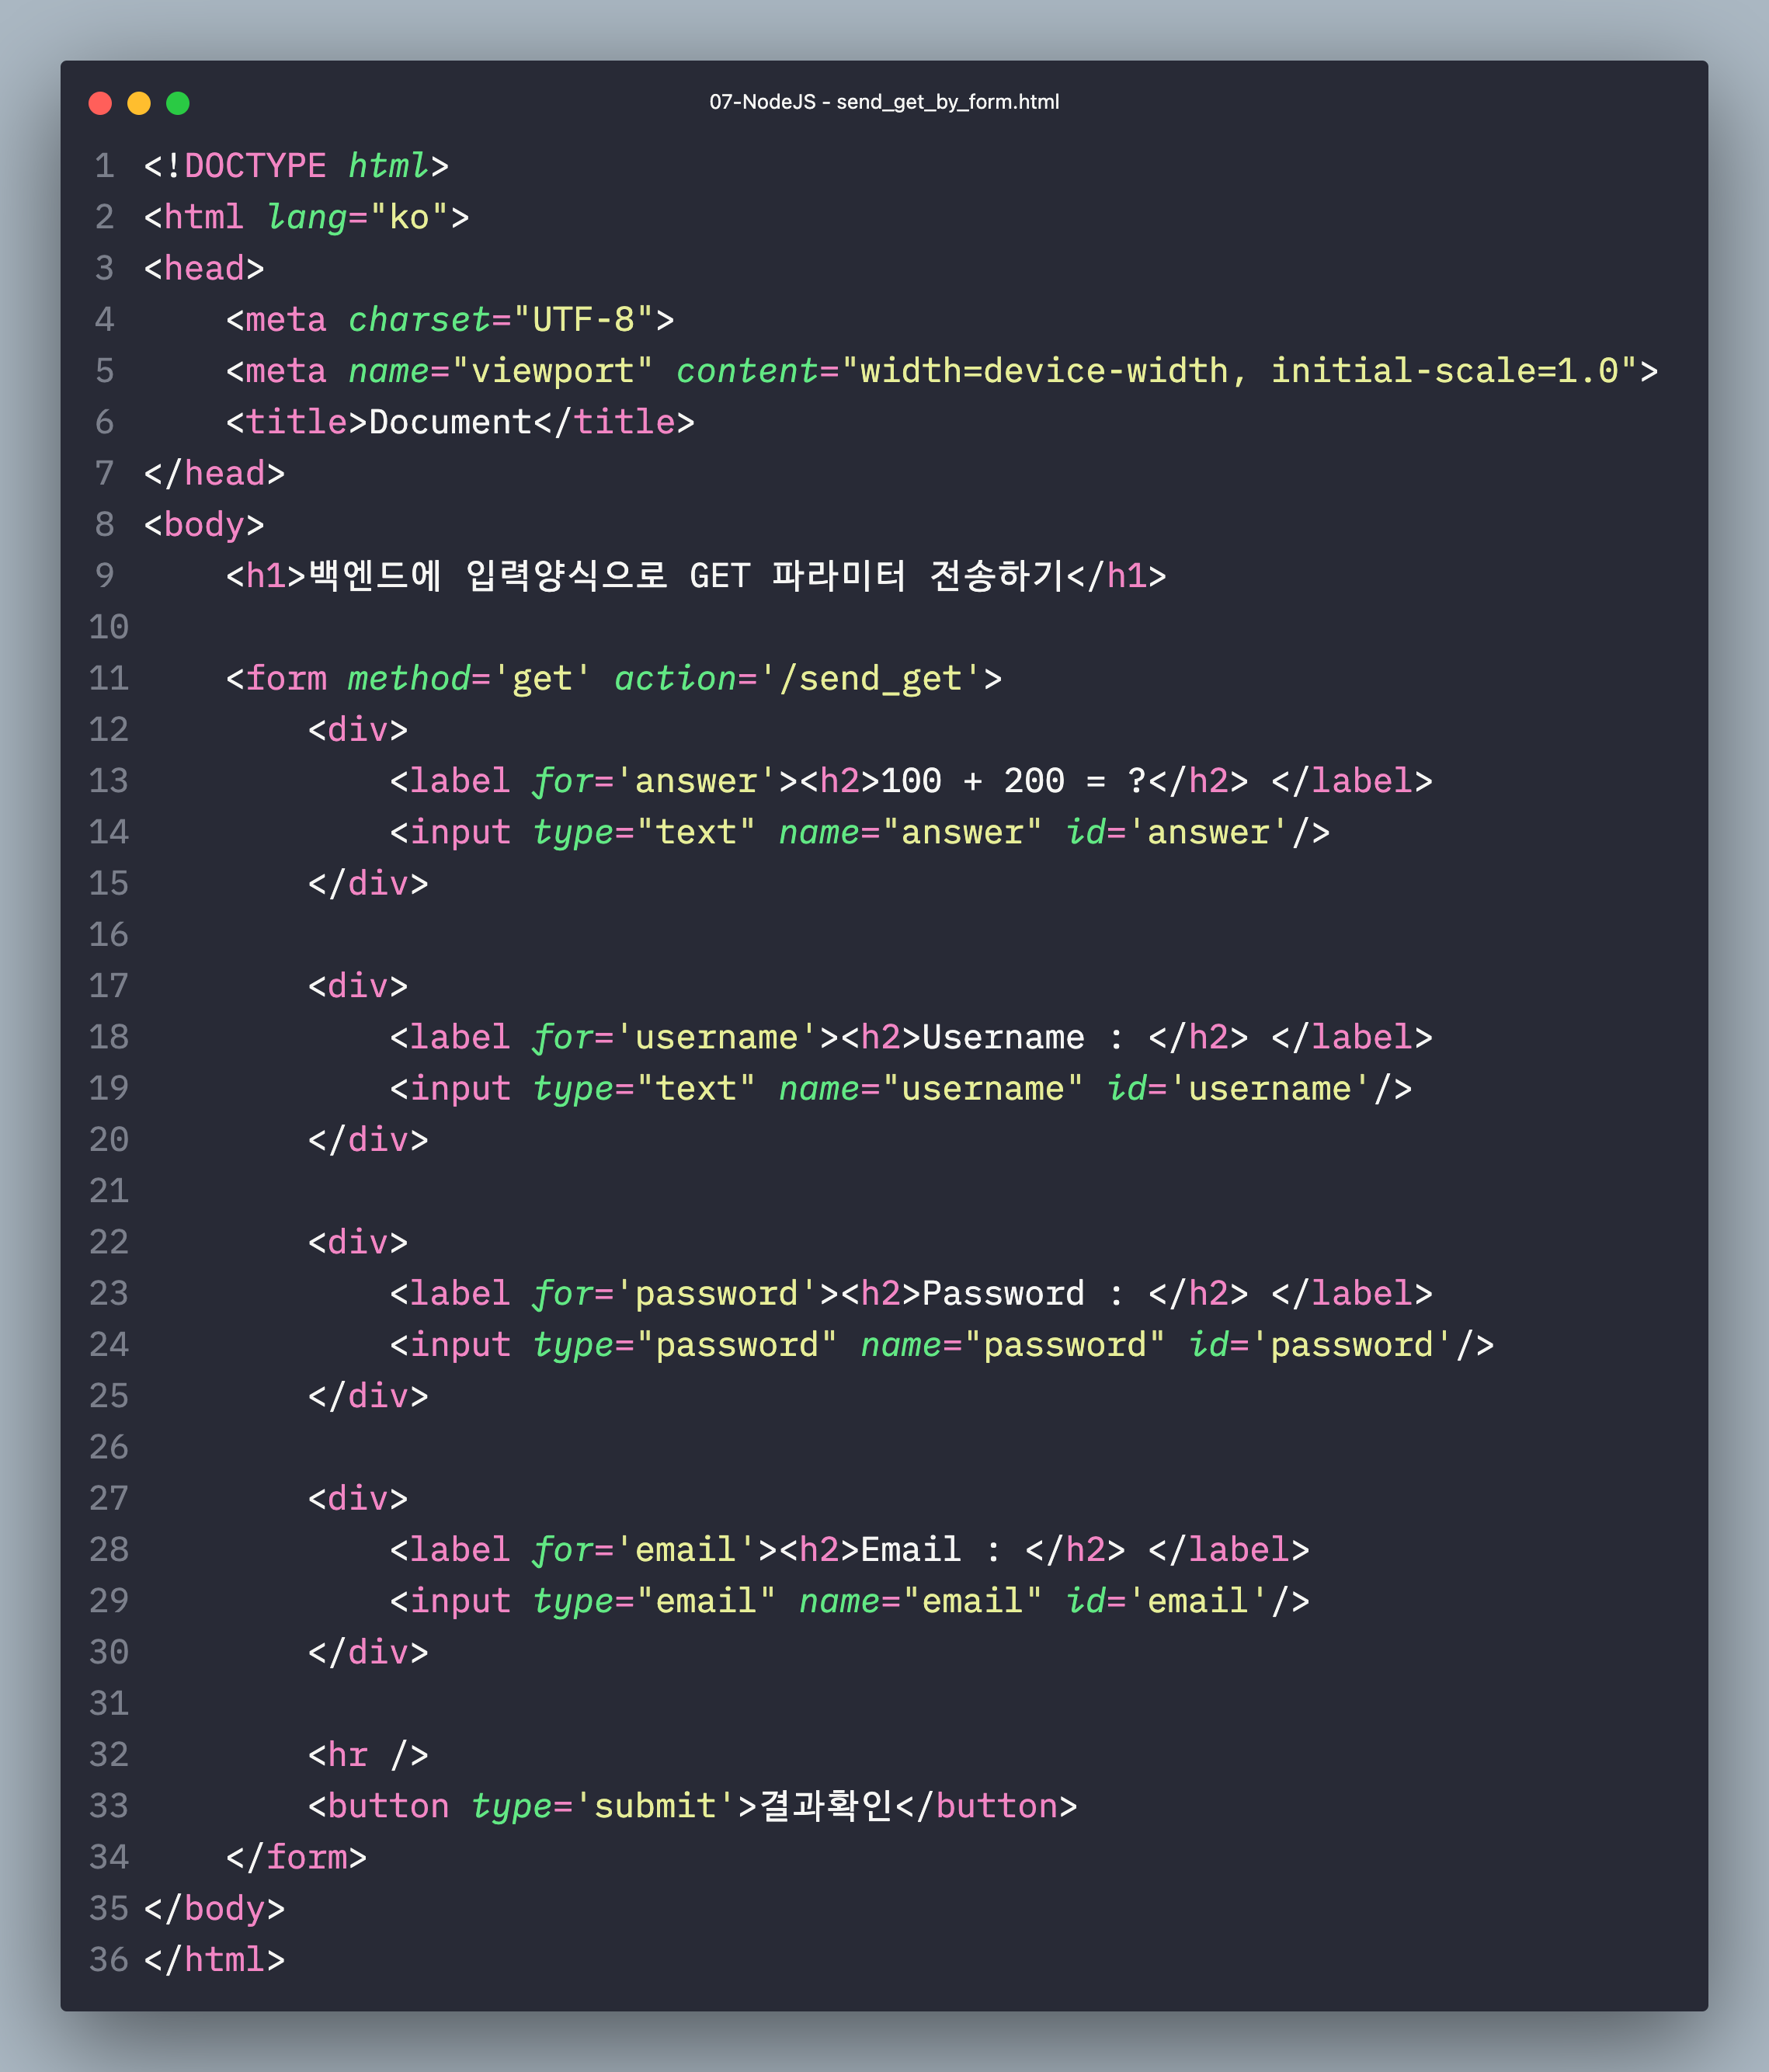 07-NodeJS - send_get_by_form.html
1 <!DOCTYPE html>
2 <html lang="ko">
3 <head>
4     <meta charset="UTF-8">
5     <meta name="viewport" content="width=device-width, initial-scale=1.0">
6     <title>Document</title>
7 </head>
8 <body>
9     <h1>백엔드에 입력양식으로 GET 파라미터 전송하기</h1>
10
11     <form method='get' action='/send_get'>
12         <div>
13             <label for='answer'><h2>100 + 200 = ?</h2> </label>
14             <input type="text" name="answer" id='answer'/>
15         </div>
16
17         <div>
18             <label for='username'><h2>Username : </h2> </label>
19             <input type="text" name="username" id='username'/>
20         </div>
21
22         <div>
23             <label for='password'><h2>Password : </h2> </label>
24             <input type="password" name="password" id='password'/>
25         </div>
26
27         <div>
28             <label for='email'><h2>Email : </h2> </label>
29             <input type="email" name="email" id='email'/>
30         </div>
31
32         <hr />
33         <button type='submit'>결과확인</button>
34     </form>
35 </body>
36 </html>